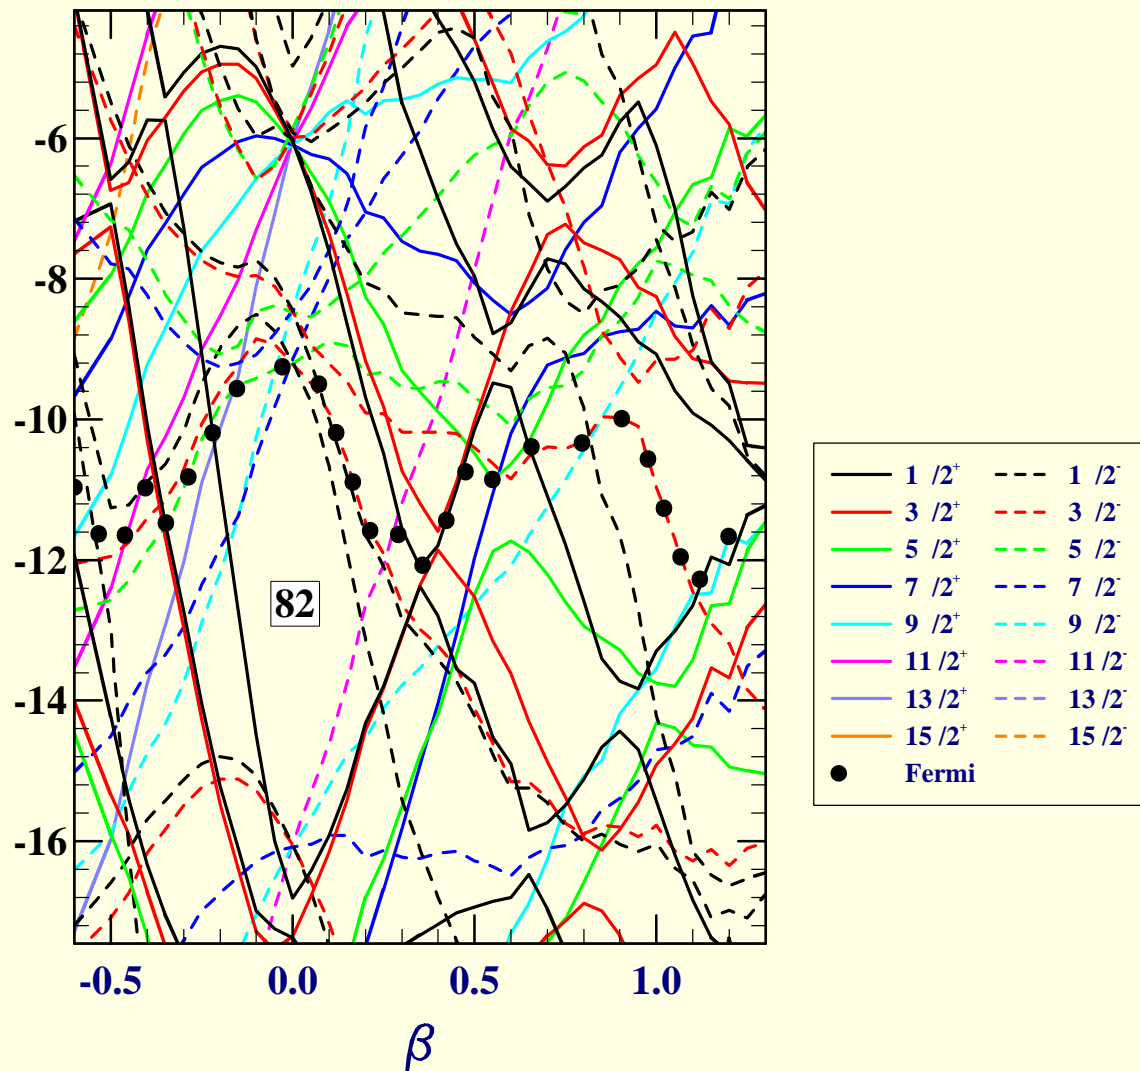 -6
-8
-10
-12
-14
-16
82
-0.5 0.0 0.5 1.0
β
1 /2+ 1 /2-
3 /2+ 3 /2-
5 /2+ 5 /2-
7 /2+ 7 /2-
9 /2+ 9 /2-
11 /2+ 11 /2-
13 /2+ 13 /2-
15 /2+ 15 /2-
Fermi